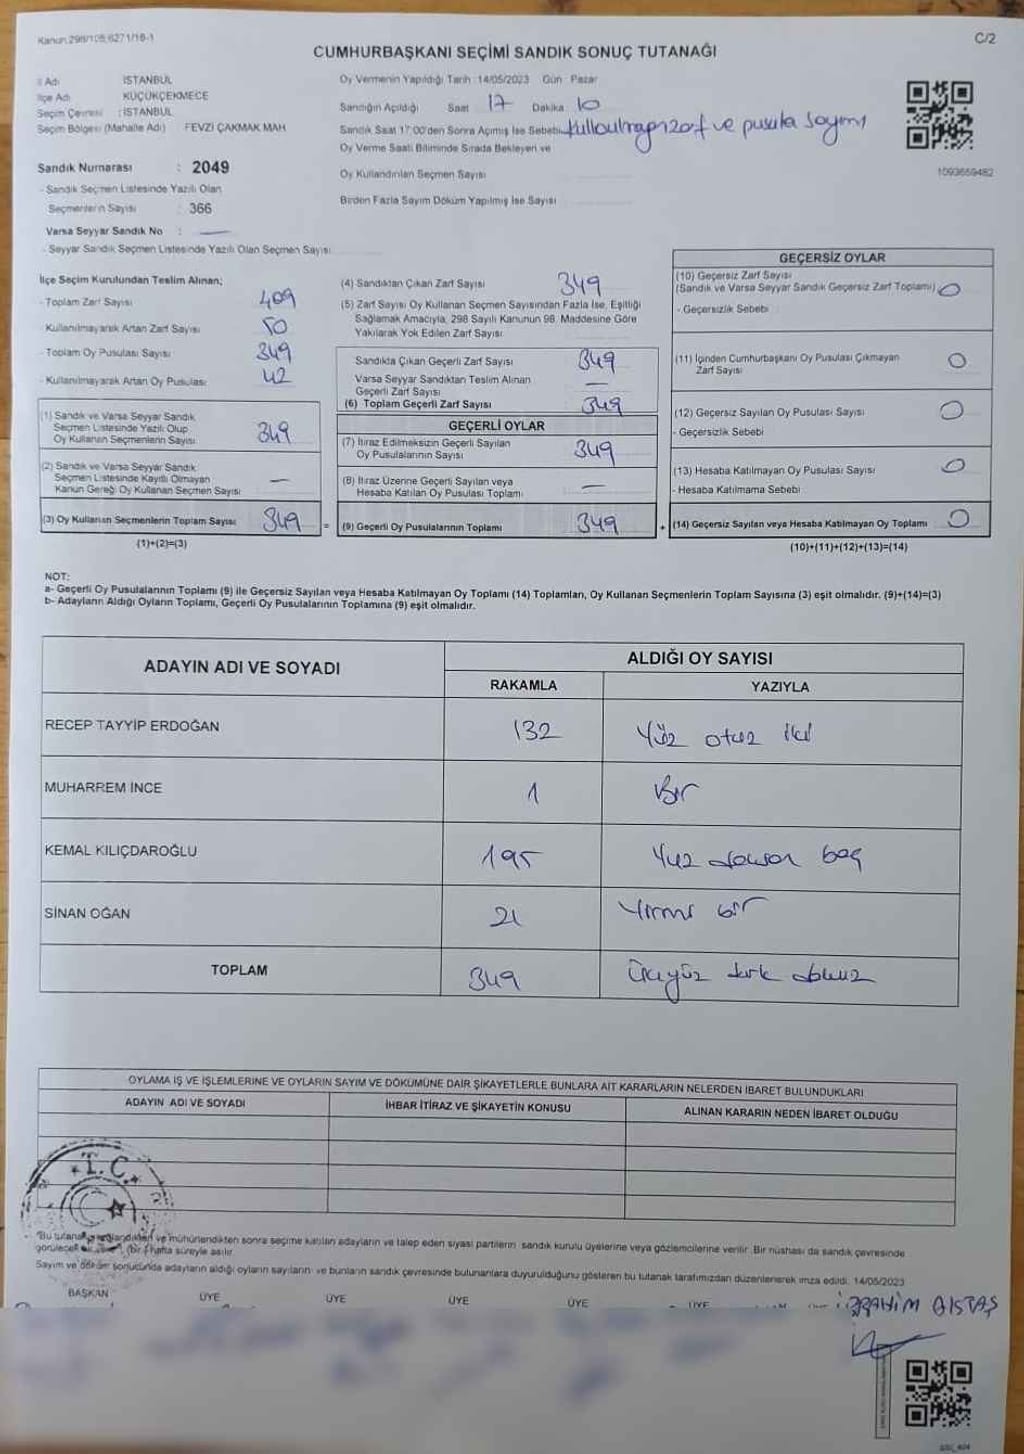 Kanun 298/105,6271/16-1
C/2
CUMHURBAŞKANI SEÇİMİ SANDIK SONUÇ TUTANAĞI
İl Adı İSTANBUL
İlçe Adı KÜÇÜKÇEKMECE
Seçim Çevresi : İSTANBUL
Seçim Bölgesi (Mahalle Adı) FEVZİ ÇAKMAK MAH
Sandık Numarası : 2049
- Sandık Seçmen Listesinde Yazılı Olan
Seçmenlerin Sayısı : 366
Varsa Seyyar Sandık No : —
- Seyyar Sandık Seçmen Listesinde Yazılı Olan Seçmen Sayısı
Oy Vermenin Yapıldığı Tarih : 14/05/2023 Gün : Pazar
Sandığın Açıldığı Saat 17 Dakika 10
Sandık Saat 17:00'den Sonra Açımış İse Sebebi ve pusula sayımı
Oy Verme Saati Bitiminde Sırada Bekleyen ve
Oy Kullandırılan Seçmen Sayısı
Birden Fazla Sayım Döküm Yapılmış İse Sayısı
1093659482
İlçe Seçim Kurulundan Teslim Alınan;
- Toplam Zarf Sayısı 409
- Kullanılmayarak Artan Zarf Sayısı 50
- Toplam Oy Pusulası Sayısı 349
- Kullanılmayarak Artan Oy Pusulası 42
(1) Sandık ve Varsa Seyyar Sandık
Seçmen Listesinde Yazılı Olup
Oy Kullanan Seçmenlerin Sayısı 349
(2) Sandık ve Varsa Seyyar Sandık
Seçmen Listesinde Kayıtlı Olmayan
Kanun Gereği Oy Kullanan Seçmen Sayısı —
(3) Oy Kullanan Seçmenlerin Toplam Sayısı 349 =
(1)+(2)=(3)
(4) Sandıktan Çıkan Zarf Sayısı 349
(5) Zarf Sayısı Oy Kullanan Seçmen Sayısından Fazla İse, Eşitliği
Sağlamak Amacıyla, 298 Sayılı Kanunun 98. Maddesine Göre
Yakılarak Yok Edilen Zarf Sayısı
Sandıkta Çıkan Geçerli Zarf Sayısı 349
Varsa Seyyar Sandıktan Teslim Alınan
Geçerli Zarf Sayısı —
(6) Toplam Geçerli Zarf Sayısı 349
GEÇERLİ OYLAR
(7) İtiraz Edilmeksizin Geçerli Sayılan
Oy Pusulalarının Sayısı 349
(8) İtiraz Üzerine Geçerli Sayılan veya
Hesaba Katılan Oy Pusulası Toplamı —
(9) Geçerli Oy Pusulalarının Toplamı 349 +
GEÇERSİZ OYLAR
(10) Geçersiz Zarf Sayısı
(Sandık ve Varsa Seyyar Sandık Geçersiz Zarf Toplamı) 0
- Geçersizlik Sebebi
(11) İçinden Cumhurbaşkanı Oy Pusulası Çıkmayan
Zarf Sayısı 0
(12) Geçersiz Sayılan Oy Pusulası Sayısı 0
- Geçersizlik Sebebi
(13) Hesaba Katılmayan Oy Pusulası Sayısı 0
- Hesaba Katılmama Sebebi
(14) Geçersiz Sayılan veya Hesaba Katılmayan Oy Toplamı 0
(10)+(11)+(12)+(13)=(14)
NOT:
a- Geçerli Oy Pusulalarının Toplamı (9) ile Geçersiz Sayılan veya Hesaba Katılmayan Oy Toplamı (14) Toplamları, Oy Kullanan Seçmenlerin Toplam Sayısına (3) eşit olmalıdır. (9)+(14)=(3)
b- Adayların Aldığı Oyların Toplamı, Geçerli Oy Pusulalarının Toplamına (9) eşit olmalıdır.
ADAYIN ADI VE SOYADI
ALDIĞI OY SAYISI
RAKAMLA YAZIYLA
RECEP TAYYİP ERDOĞAN 132 Yüz otuz iki
MUHARREM İNCE 1 Bir
KEMAL KILIÇDAROĞLU 195 Yüz doksan beş
SİNAN OĞAN 21 Yirmi bir
TOPLAM 349 Üçyüz kırk dokuz
OYLAMA İŞ VE İŞLEMLERİNE VE OYLARIN SAYIM VE DÖKÜMÜNE DAİR ŞİKAYETLERLE BUNLARA AİT KARARLARIN NELERDEN İBARET BULUNDUKLARI
ADAYIN ADI VE SOYADI İHBAR İTİRAZ VE ŞİKAYETİN KONUSU ALINAN KARARIN NEDEN İBARET OLDUĞU
T.C.
"Bu tutanak ve mühürlendikten sonra seçime katılan adayların ve talep eden siyasi partilerin sandık kurulu üyelerine veya gözlemcilerine verilir. Bir nüshası da sandık çevresinde
görülecek (bir) hafta süreyle asılır.
Sayım ve döküm sonucunda adayların aldığı oyların sayıların ve bunların sandık çevresinde bulunanlara duyurulduğunu gösteren bu tutanak tarafımızdan düzenlenerek imza edildi. 14/05/2023
BAŞKAN ÜYE ÜYE ÜYE ÜYE ÜYE
İBRAHİM